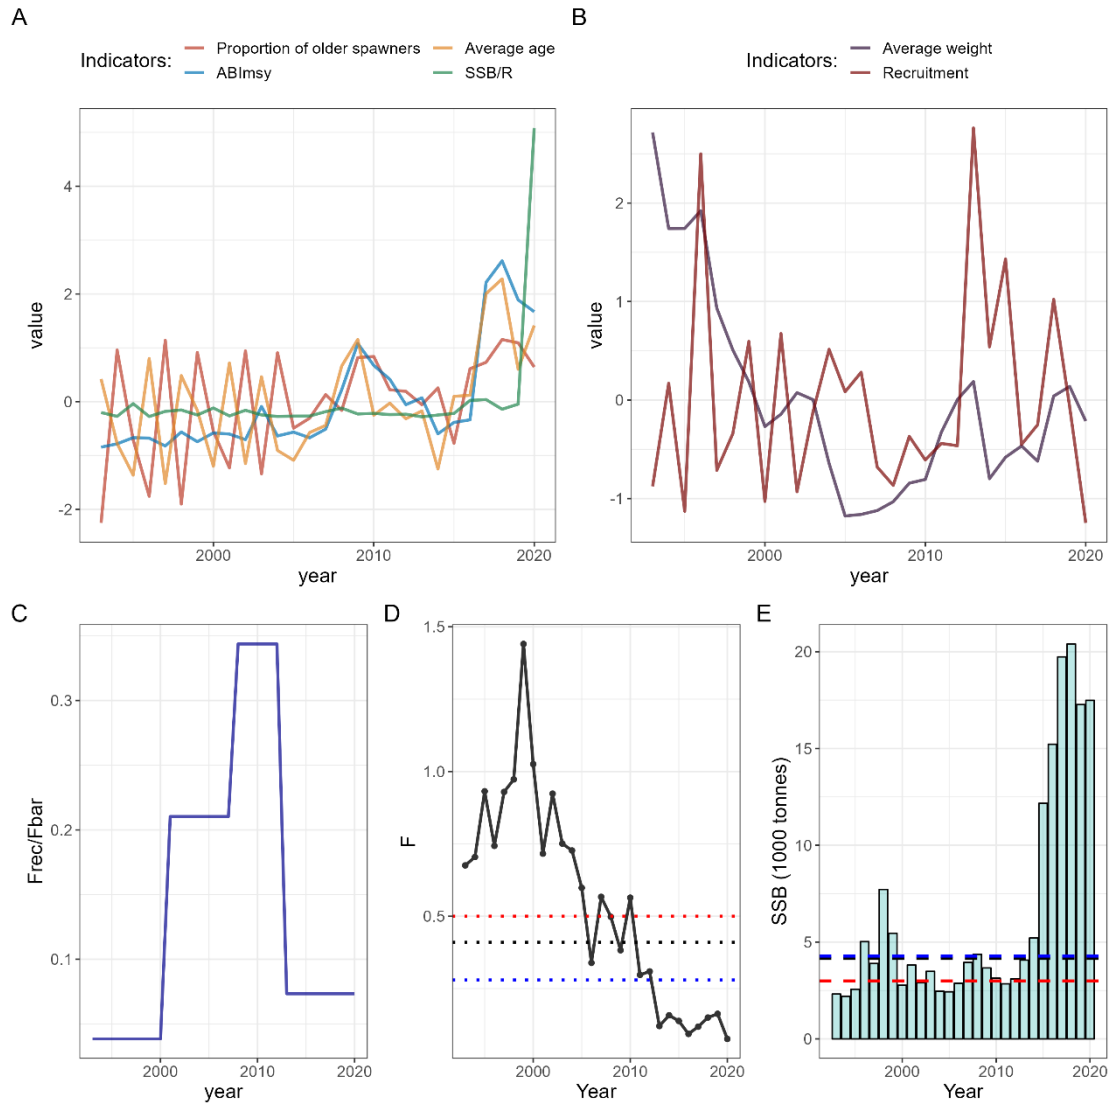 A
Indicators:
Proportion of older spawners
Average age
ABImsy
SSB/R
4
2
0
-2
value
2000
2010
2020
year
B
Indicators:
Average weight
Recruitment
2
1
0
-1
value
2000
2010
2020
year
C
0.3
0.2
0.1
Frec/Fbar
2000
2010
2020
year
D
1.5
1.0
0.5
F
2000
2010
2020
Year
E
20
15
10
5
0
SSB (1000 tonnes)
2000
2010
2020
Year